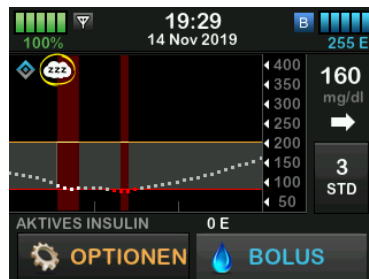 19:29
B
100%
14 Nov 2019
255 E
zzz
400
350
300
250
200
150
100
50
160
mg/dl
3
STD
AKTIVES INSULIN
0 E
OPTIONEN
BOLUS